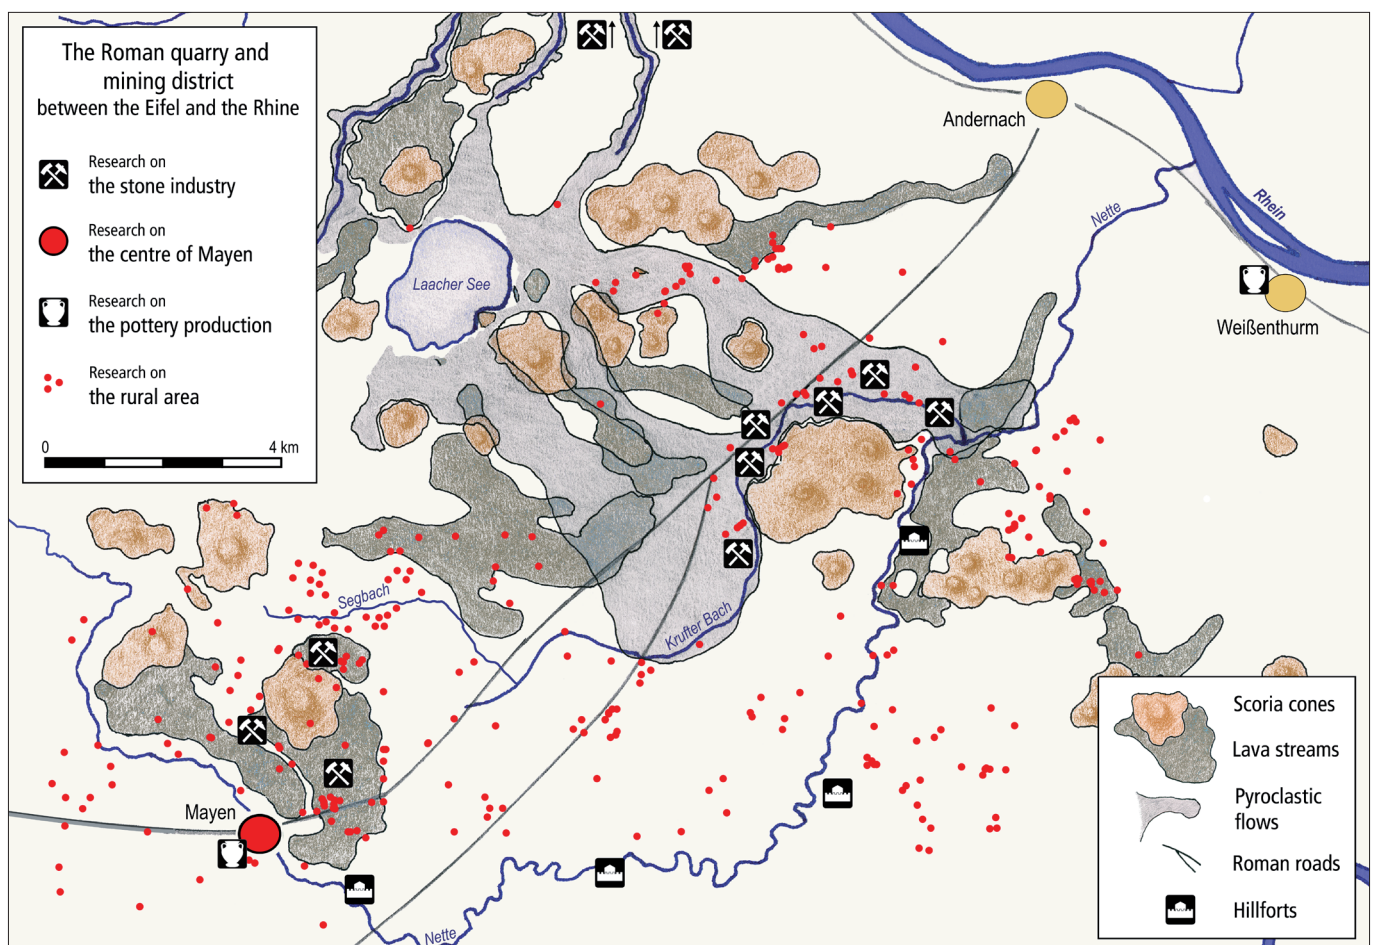 The Roman quarry and
mining district
between the Eifel and the Rhine
Research on
the stone industry
Research on
the centre of Mayen
Research on
the pottery production
Research on
the rural area
0 4 km
Andernach
Rhein
Nette
Laacher See
Weißenthurm
Segbach
Krufter Bach
Mayen
Nette
Scoria cones
Lava streams
Pyroclastic
flows
Roman roads
Hillforts